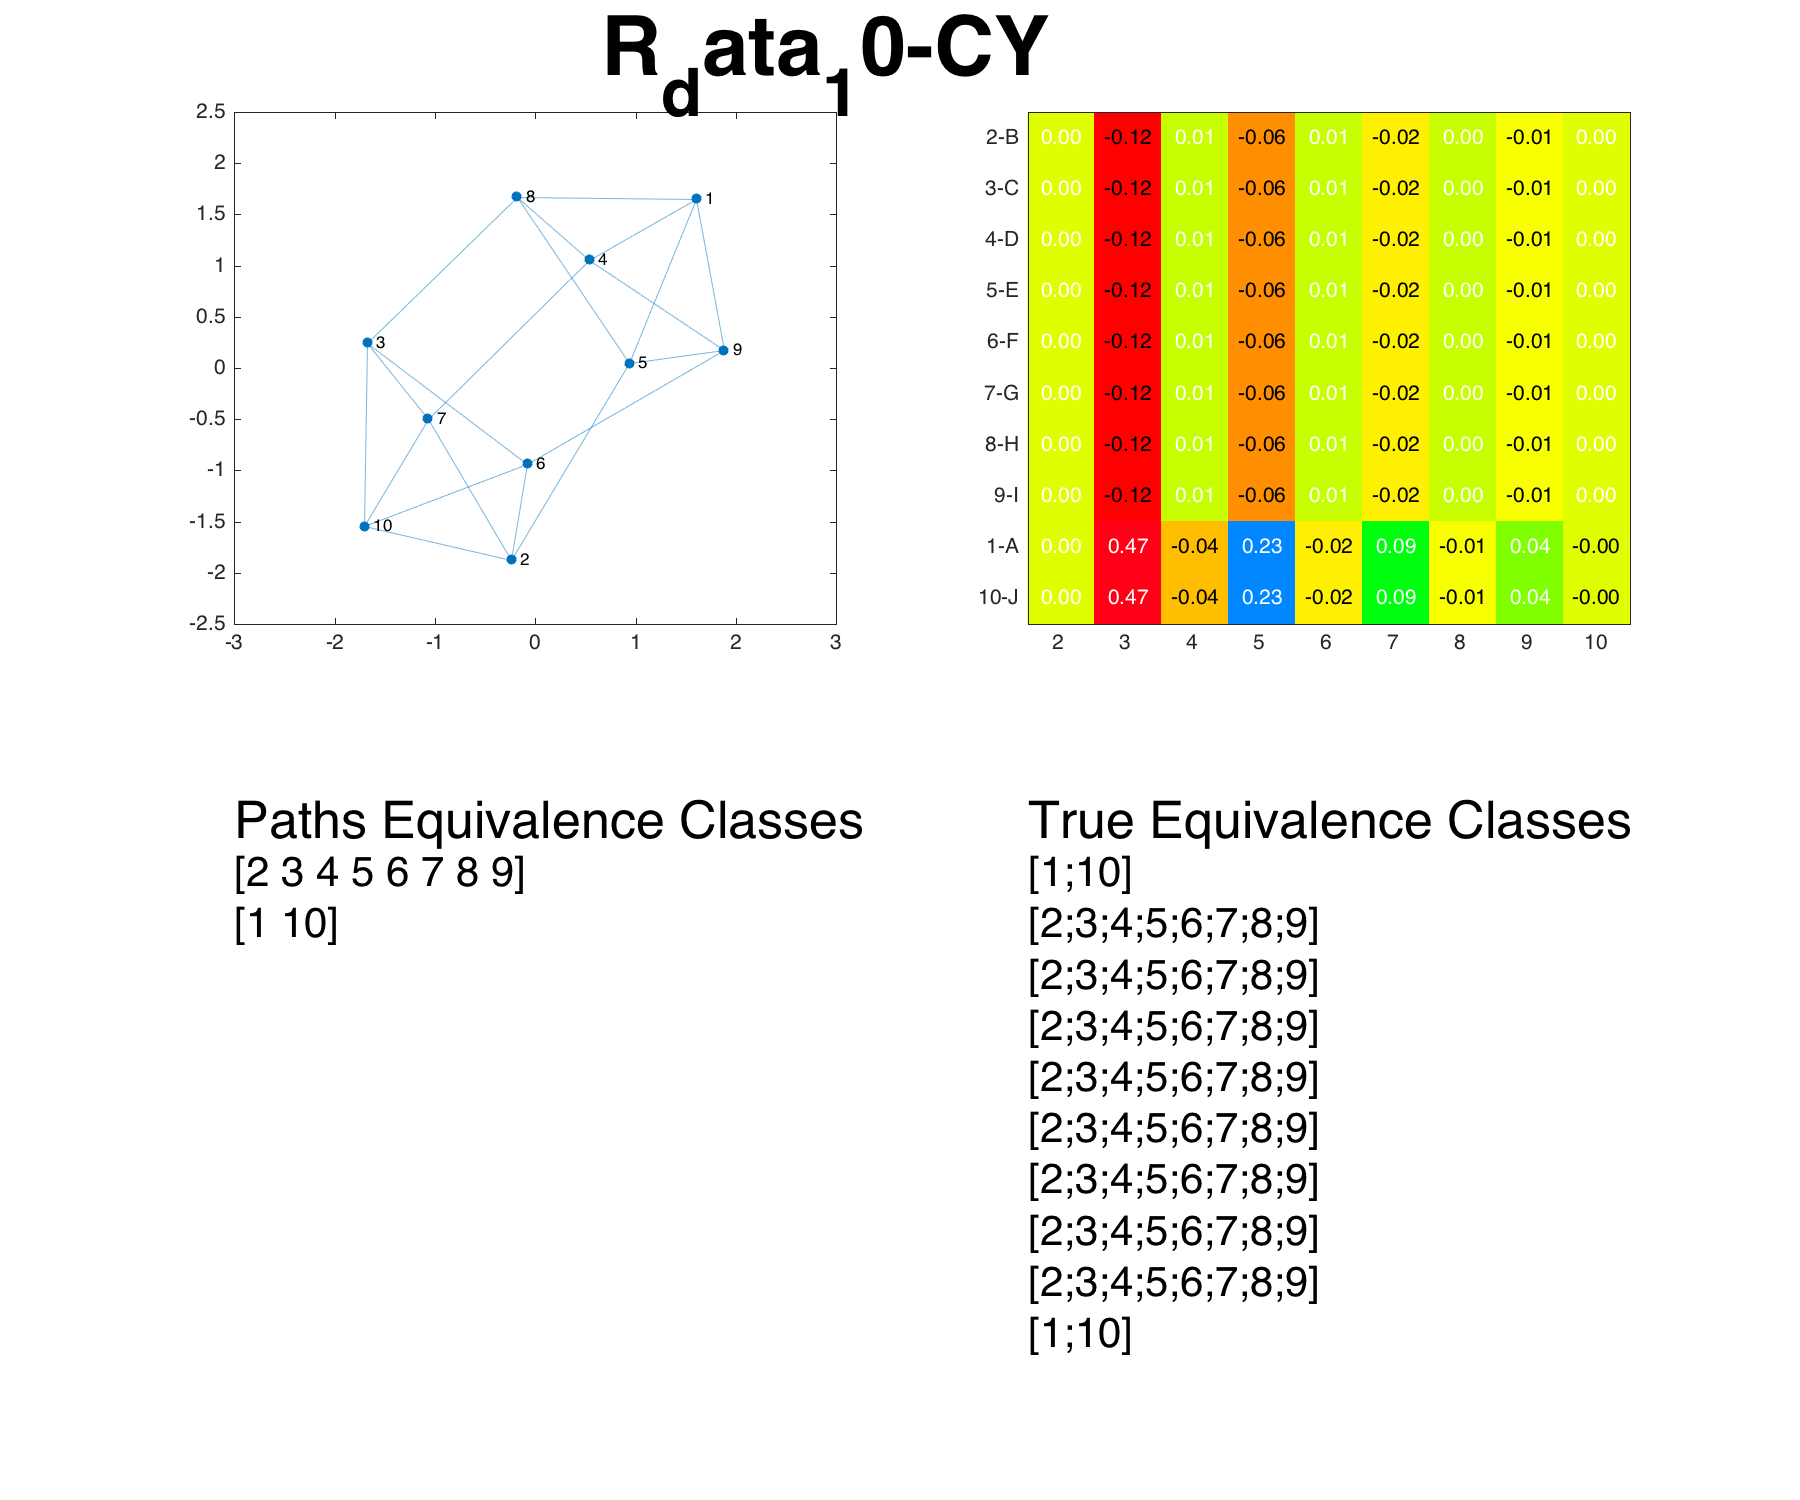 R_data_10-CY
2.5
2
1.5
1
0.5
0
-0.5
-1
-1.5
-2
-2.5
-3 -2 -1 0 1 2 3
8 1
4
3 5 9
7
6
10
2
2-B 0.00 -0.12 0.01 -0.06 0.01 -0.02 0.00 -0.01 0.00
3-C 0.00 -0.12 0.01 -0.06 0.01 -0.02 0.00 -0.01 0.00
4-D 0.00 -0.12 0.01 -0.06 0.01 -0.02 0.00 -0.01 0.00
5-E 0.00 -0.12 0.01 -0.06 0.01 -0.02 0.00 -0.01 0.00
6-F 0.00 -0.12 0.01 -0.06 0.01 -0.02 0.00 -0.01 0.00
7-G 0.00 -0.12 0.01 -0.06 0.01 -0.02 0.00 -0.01 0.00
8-H 0.00 -0.12 0.01 -0.06 0.01 -0.02 0.00 -0.01 0.00
9-I 0.00 -0.12 0.01 -0.06 0.01 -0.02 0.00 -0.01 0.00
1-A 0.00 0.47 -0.04 0.23 -0.02 0.09 -0.01 0.04 -0.00
10-J 0.00 0.47 -0.04 0.23 -0.02 0.09 -0.01 0.04 -0.00
2 3 4 5 6 7 8 9 10
Paths Equivalence Classes
[2 3 4 5 6 7 8 9]
[1 10]
True Equivalence Classes
[1;10]
[2;3;4;5;6;7;8;9]
[2;3;4;5;6;7;8;9]
[2;3;4;5;6;7;8;9]
[2;3;4;5;6;7;8;9]
[2;3;4;5;6;7;8;9]
[2;3;4;5;6;7;8;9]
[2;3;4;5;6;7;8;9]
[2;3;4;5;6;7;8;9]
[1;10]